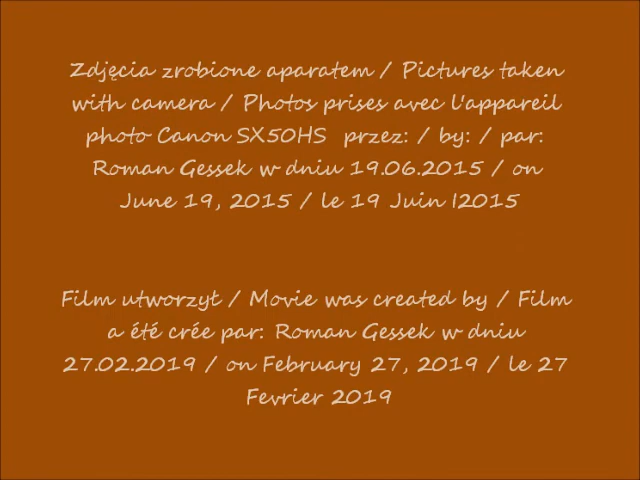 Zdjęcia zrobione aparatem / Pictures taken
with camera / Photos prises avec l'appareil
photo Canon SX50HS przez: / by: / par:
Roman Gessek w dniu 19.06.2015 / on
June 19, 2015 / le 19 Juin l2015
Film utworzył / Movie was created by / Film
a été crée par: Roman Gessek w dniu
27.02.2019 / on February 27, 2019 / le 27
Fevrier 2019